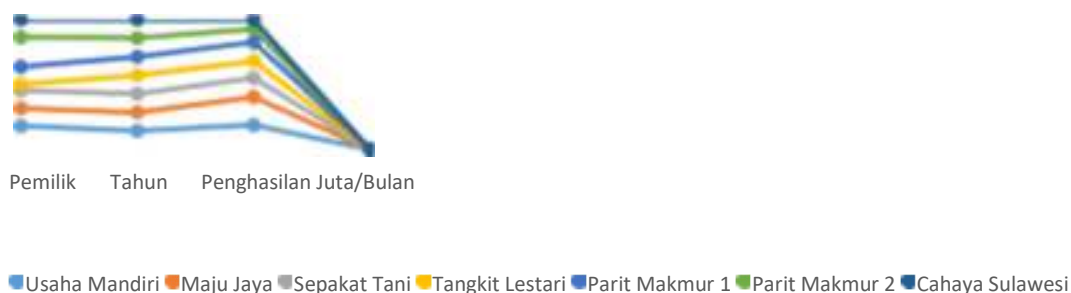 Pemilik Tahun Penghasilan Juta/Bulan
Usaha Mandiri Maju Jaya Sepakat Tani Tangkit Lestari Parit Makmur 1 Parit Makmur 2 Cahaya Sulawesi